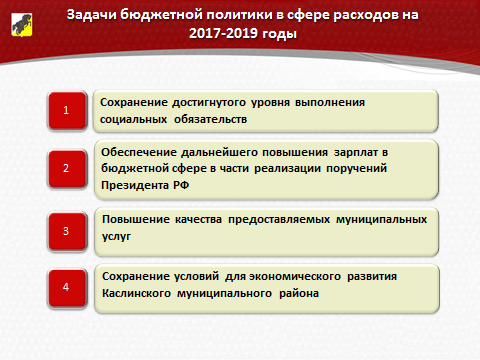 Задачи бюджетной политики в сфере расходов на
2017-2019 годы
1
Сохранение достигнутого уровня выполнения
социальных обязательств
2
Обеспечение дальнейшего повышения зарплат в
бюджетной сфере в части реализации поручений
Президента РФ
3
Повышение качества предоставляемых муниципальных
услуг
4
Сохранение условий для экономического развития
Каслинского муниципального района